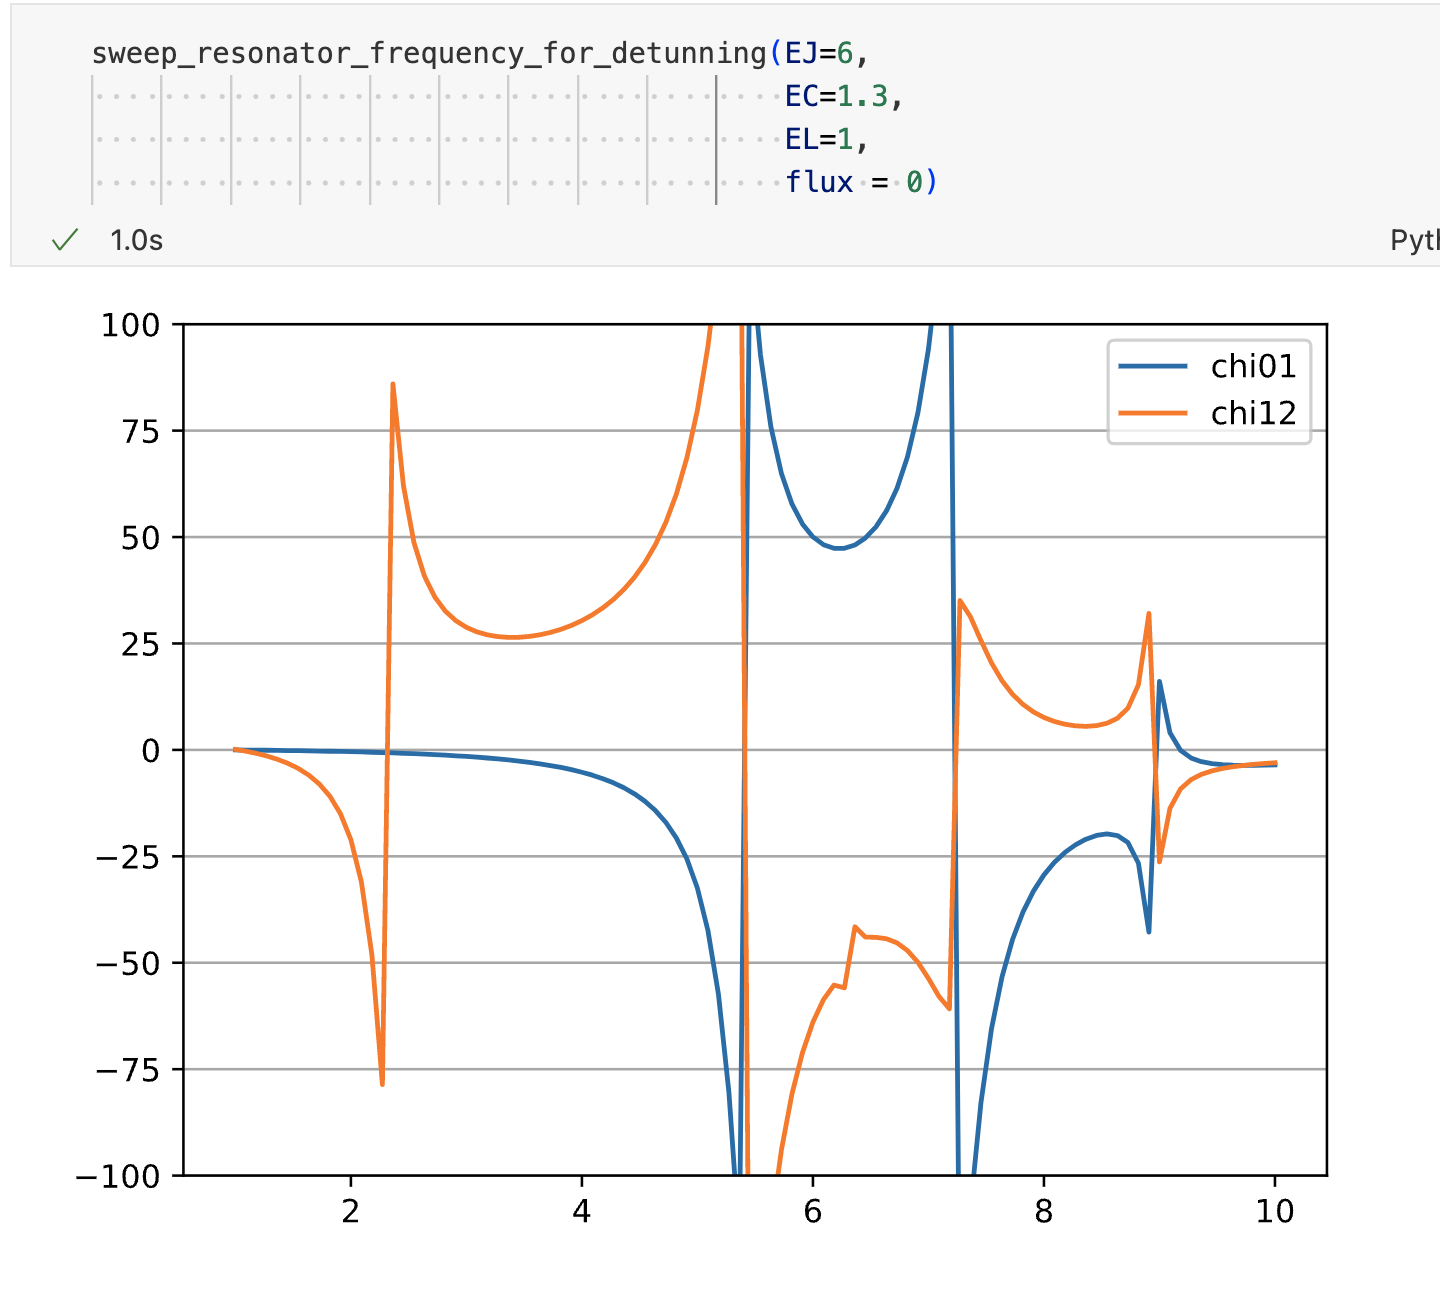 sweep_resonator_frequency_for_detunning(EJ=6,
EC=1.3,
EL=1,
flux = 0)
1.0s
100
75
50
25
0
−25
−50
−75
−100
chi01
chi12
2 4 6 8 10